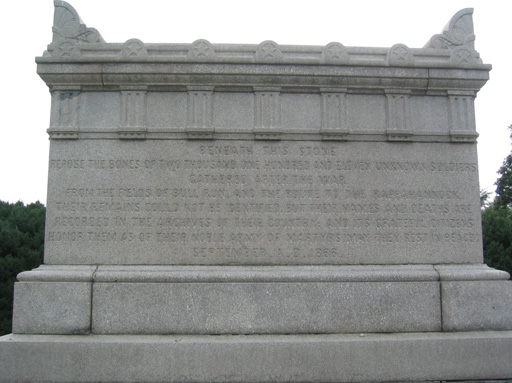 BENEATH THIS STONE
REPOSE THE BONES OF TWO THOUSAND ONE HUNDRED AND ELEVEN UNKNOWN SOLDIERS
GATHERED AFTER THE WAR
FROM THE FIELDS OF BULL RUN, AND THE ROUTE TO THE RAPPAHANNOCK.
THEIR REMAINS COULD NOT BE IDENTIFIED. BUT THEIR NAMES AND DEATHS ARE
RECORDED IN THE ARCHIVES OF THEIR COUNTRY; AND ITS GRATEFUL CITIZENS
HONOR THEM AS OF THEIR NOBLE ARMY OF MARTYRS. MAY THEY REST IN PEACE!
SEPTEMBER. A. D. 1866.